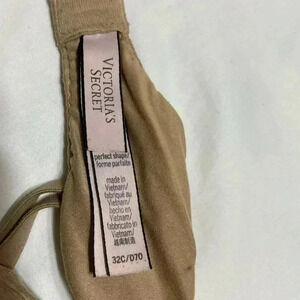 VICTORIA'S
SECRET
perfect shape/
forme parfaite
made in
Vietnam/
fabriqué au
Vietnam/
hecho en
Vietnam/
fabbricato in
Vietnam/
越南制造
32C/D70